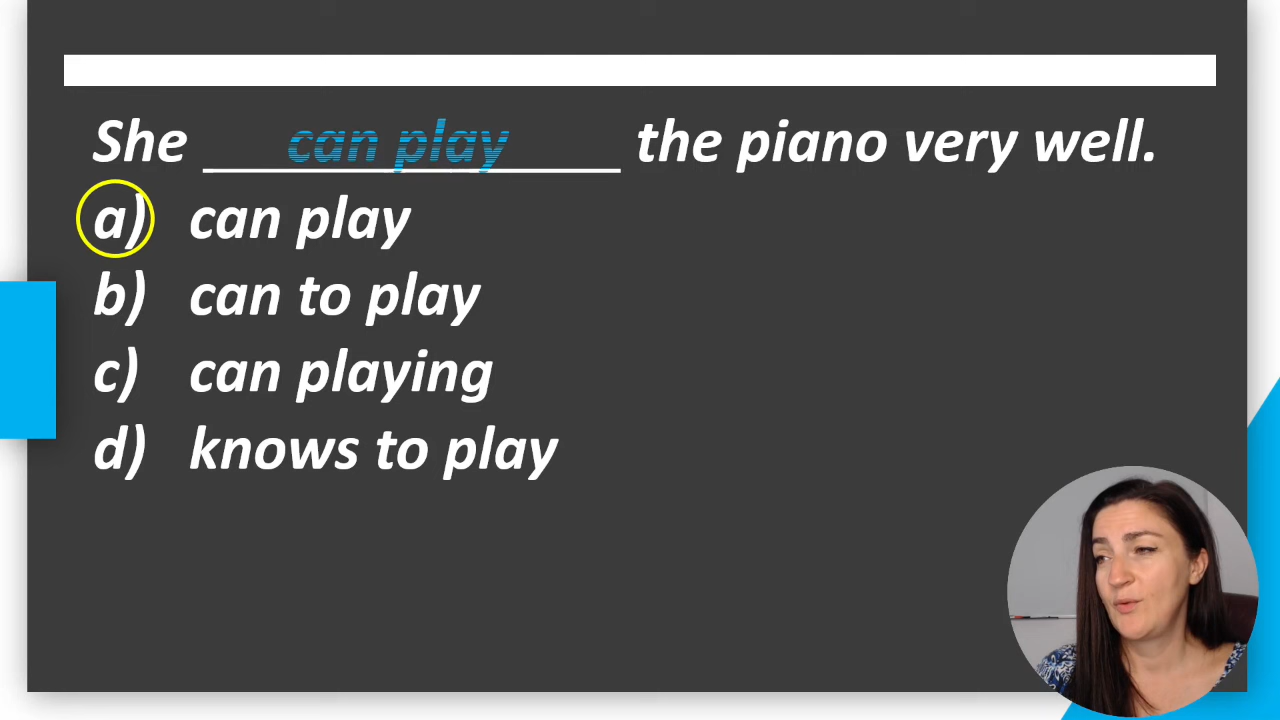 She can play the piano very well.
a) can play
b) can to play
c) can playing
d) knows to play